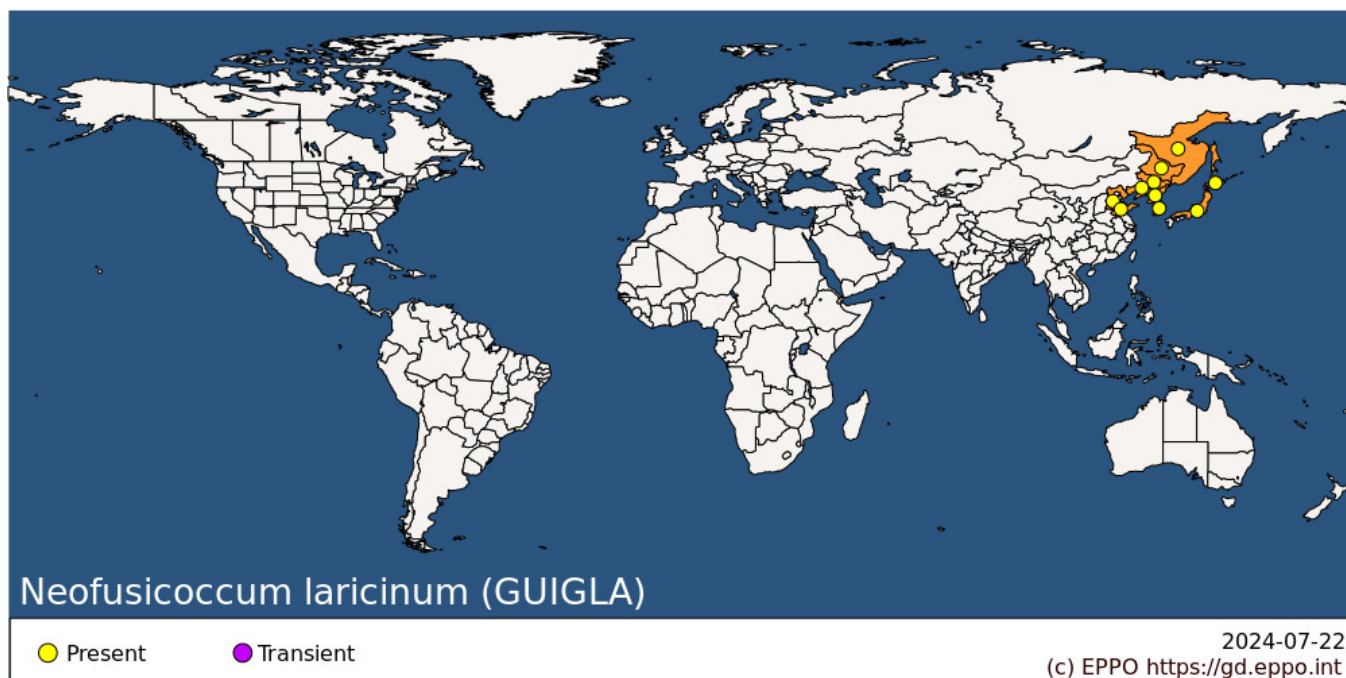 Neofusicoccum laricinum (GUIGLA)
Present
Transient
2024-07-22
(c) EPPO https://gd.eppo.int